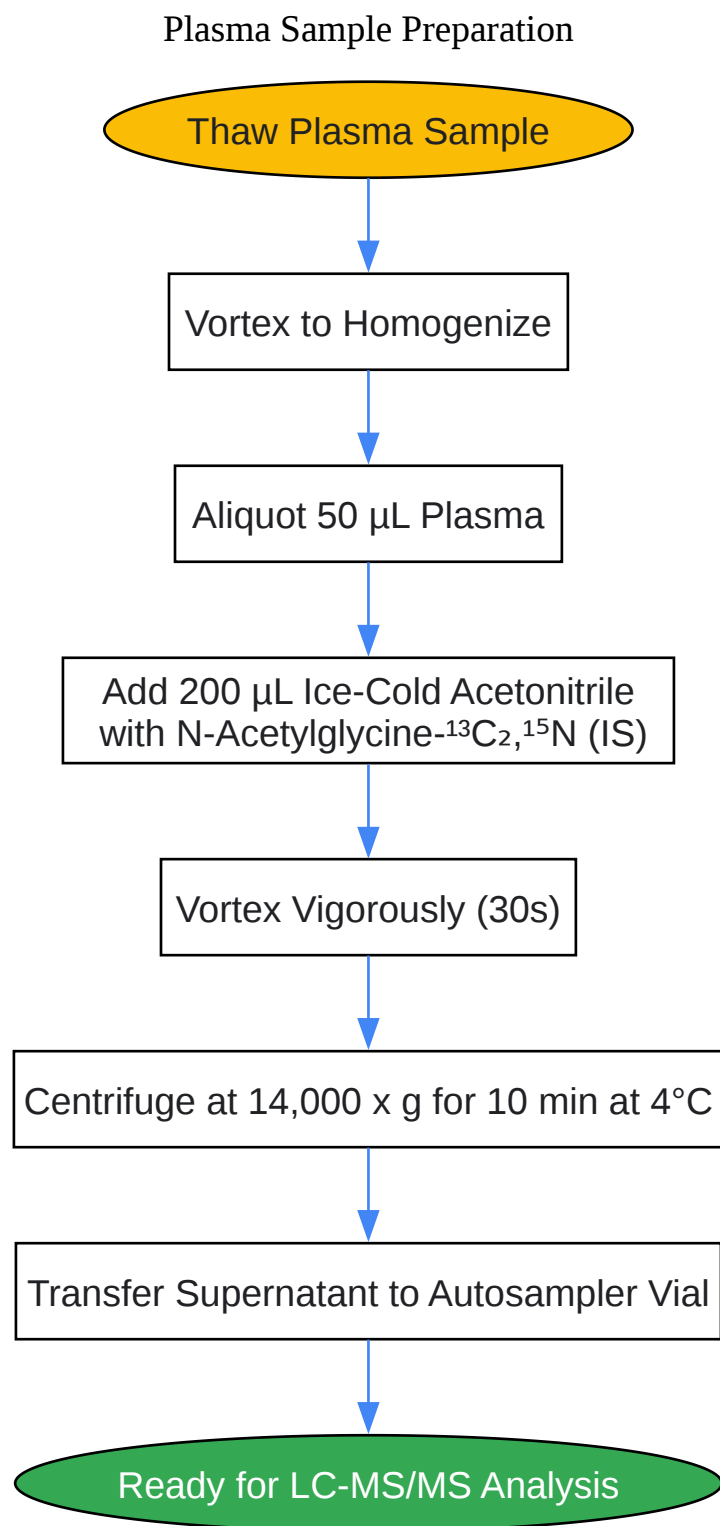 Plasma Sample Preparation
Thaw Plasma Sample
Vortex to Homogenize
Aliquot 50 µL Plasma
Add 200 µL Ice-Cold Acetonitrile
with N-Acetylglycine-¹³C₂,¹⁵N (IS)
Vortex Vigorously (30s)
Centrifuge at 14,000 x g for 10 min at 4°C
Transfer Supernatant to Autosampler Vial
Ready for LC-MS/MS Analysis